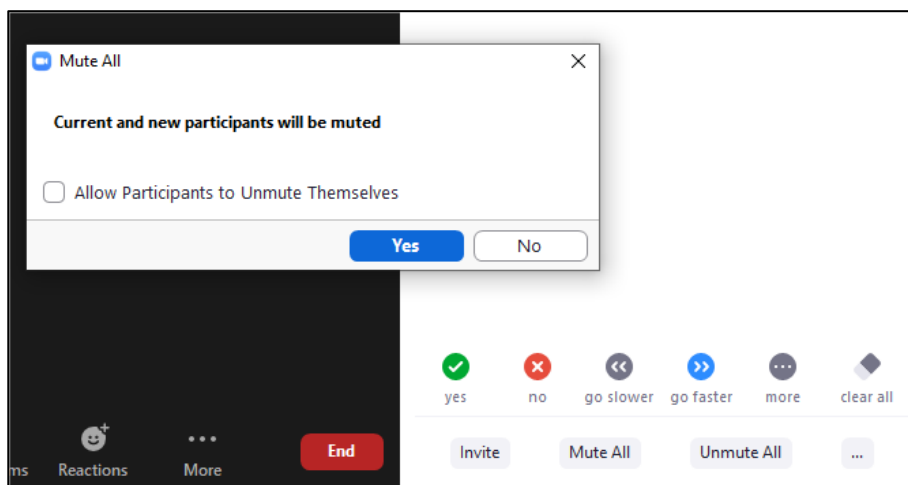 Mute All
Current and new participants will be muted
Allow Participants to Unmute Themselves
Yes No
yes no go slower go faster more clear all
ms Reactions More End
Invite Mute All Unmute All ...